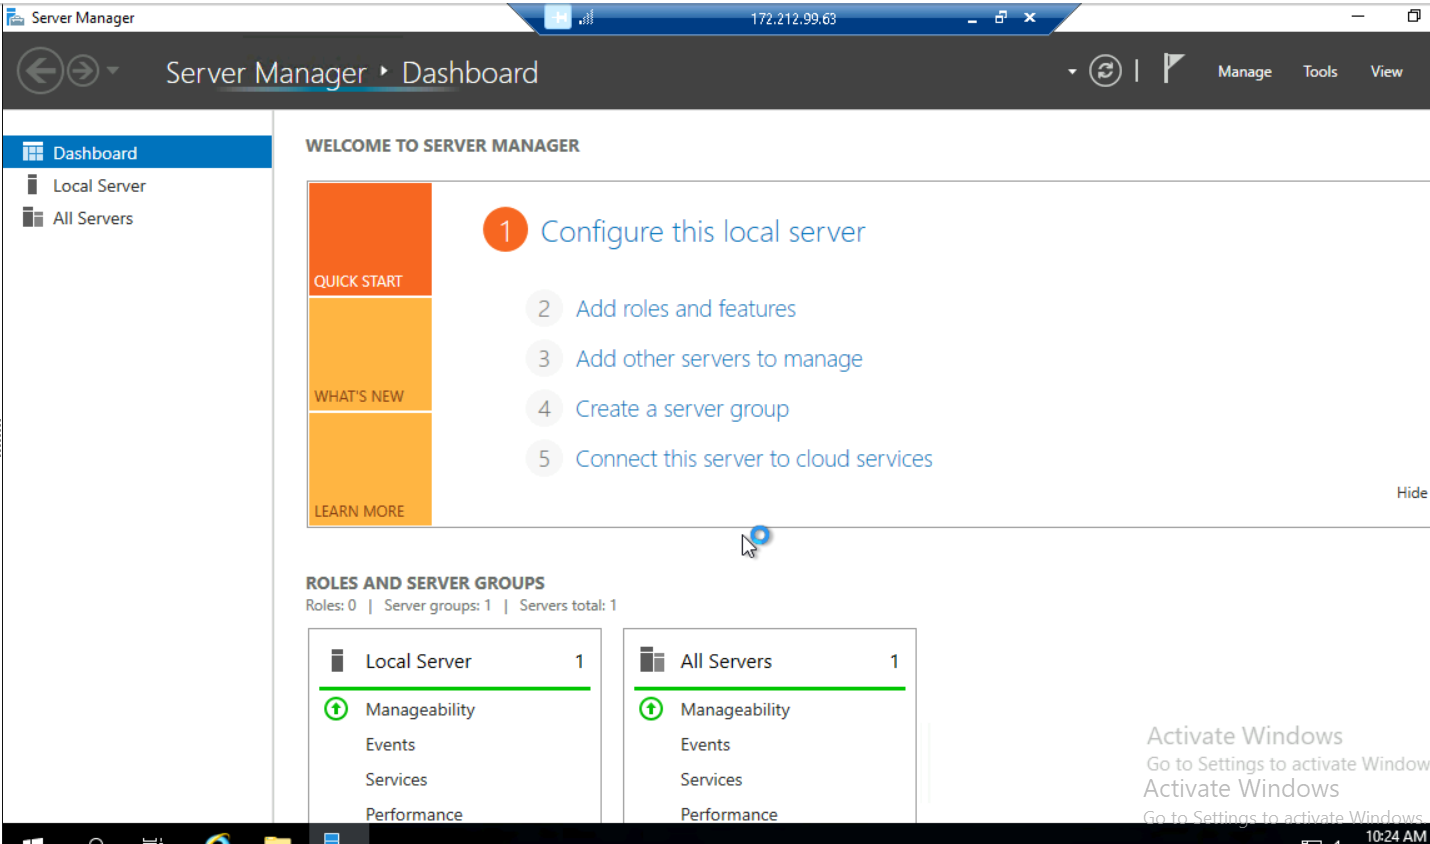 Server Manager
172.212.99.63
Server Manager ‣ Dashboard
Manage Tools View
Dashboard
Local Server
All Servers
WELCOME TO SERVER MANAGER
QUICK START
WHAT'S NEW
LEARN MORE
1 Configure this local server
2 Add roles and features
3 Add other servers to manage
4 Create a server group
5 Connect this server to cloud services
Hide
ROLES AND SERVER GROUPS
Roles: 0 | Server groups: 1 | Servers total: 1
Local Server 1
Manageability
Events
Services
Performance
All Servers 1
Manageability
Events
Services
Performance
Activate Windows
Go to Settings to activate Window
Activate Windows
Go to Settings to activate Windows.
10:24 AM